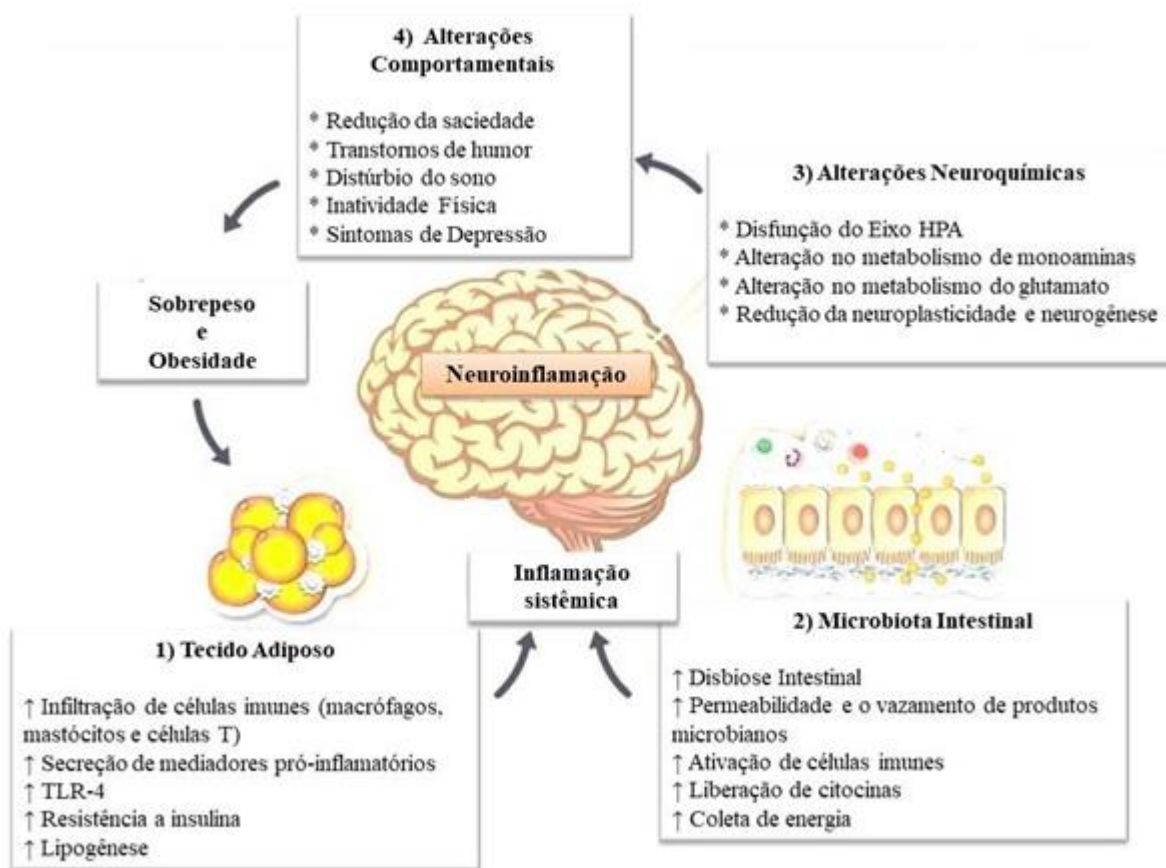 4) Alterações
Comportamentais
* Redução da saciedade
* Transtornos de humor
* Distúrbio do sono
* Inatividade Física
* Sintomas de Depressão
3) Alterações Neuroquímicas
* Disfunção do Eixo HPA
* Alteração no metabolismo de monoaminas
* Alteração no metabolismo do glutamato
* Redução da neuroplasticidade e neurogênese
Sobrepeso
e
Obesidade
Neuroinflamação
Inflamação
sistêmica
1) Tecido Adiposo
↑ Infiltração de células imunes (macrófagos,
mastócitos e células T)
↑ Secreção de mediadores pró-inflamatórios
↑ TLR-4
↑ Resistência a insulina
↑ Lipogênese
2) Microbiota Intestinal
↑ Disbiose Intestinal
↑ Permeabilidade e o vazamento de produtos
microbianos
↑ Ativação de células imunes
↑ Liberação de citocinas
↑ Coleta de energia